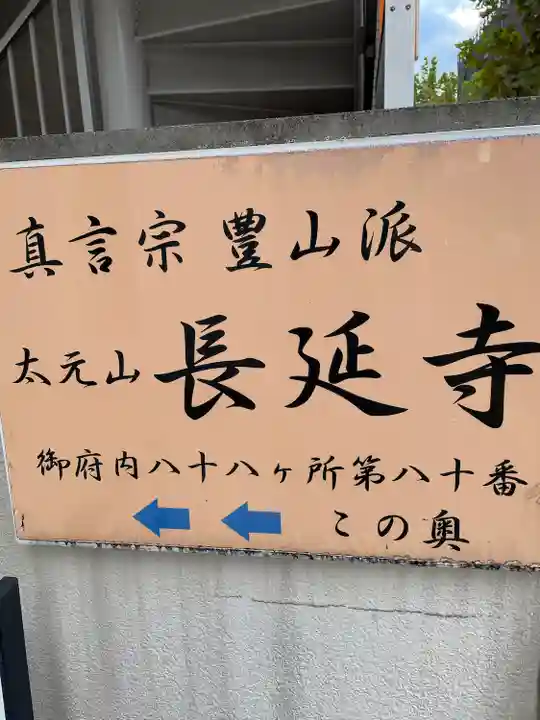 真言宗 豊山派
太元山 長延寺
御府内八十八ヶ所第八十番
この奥